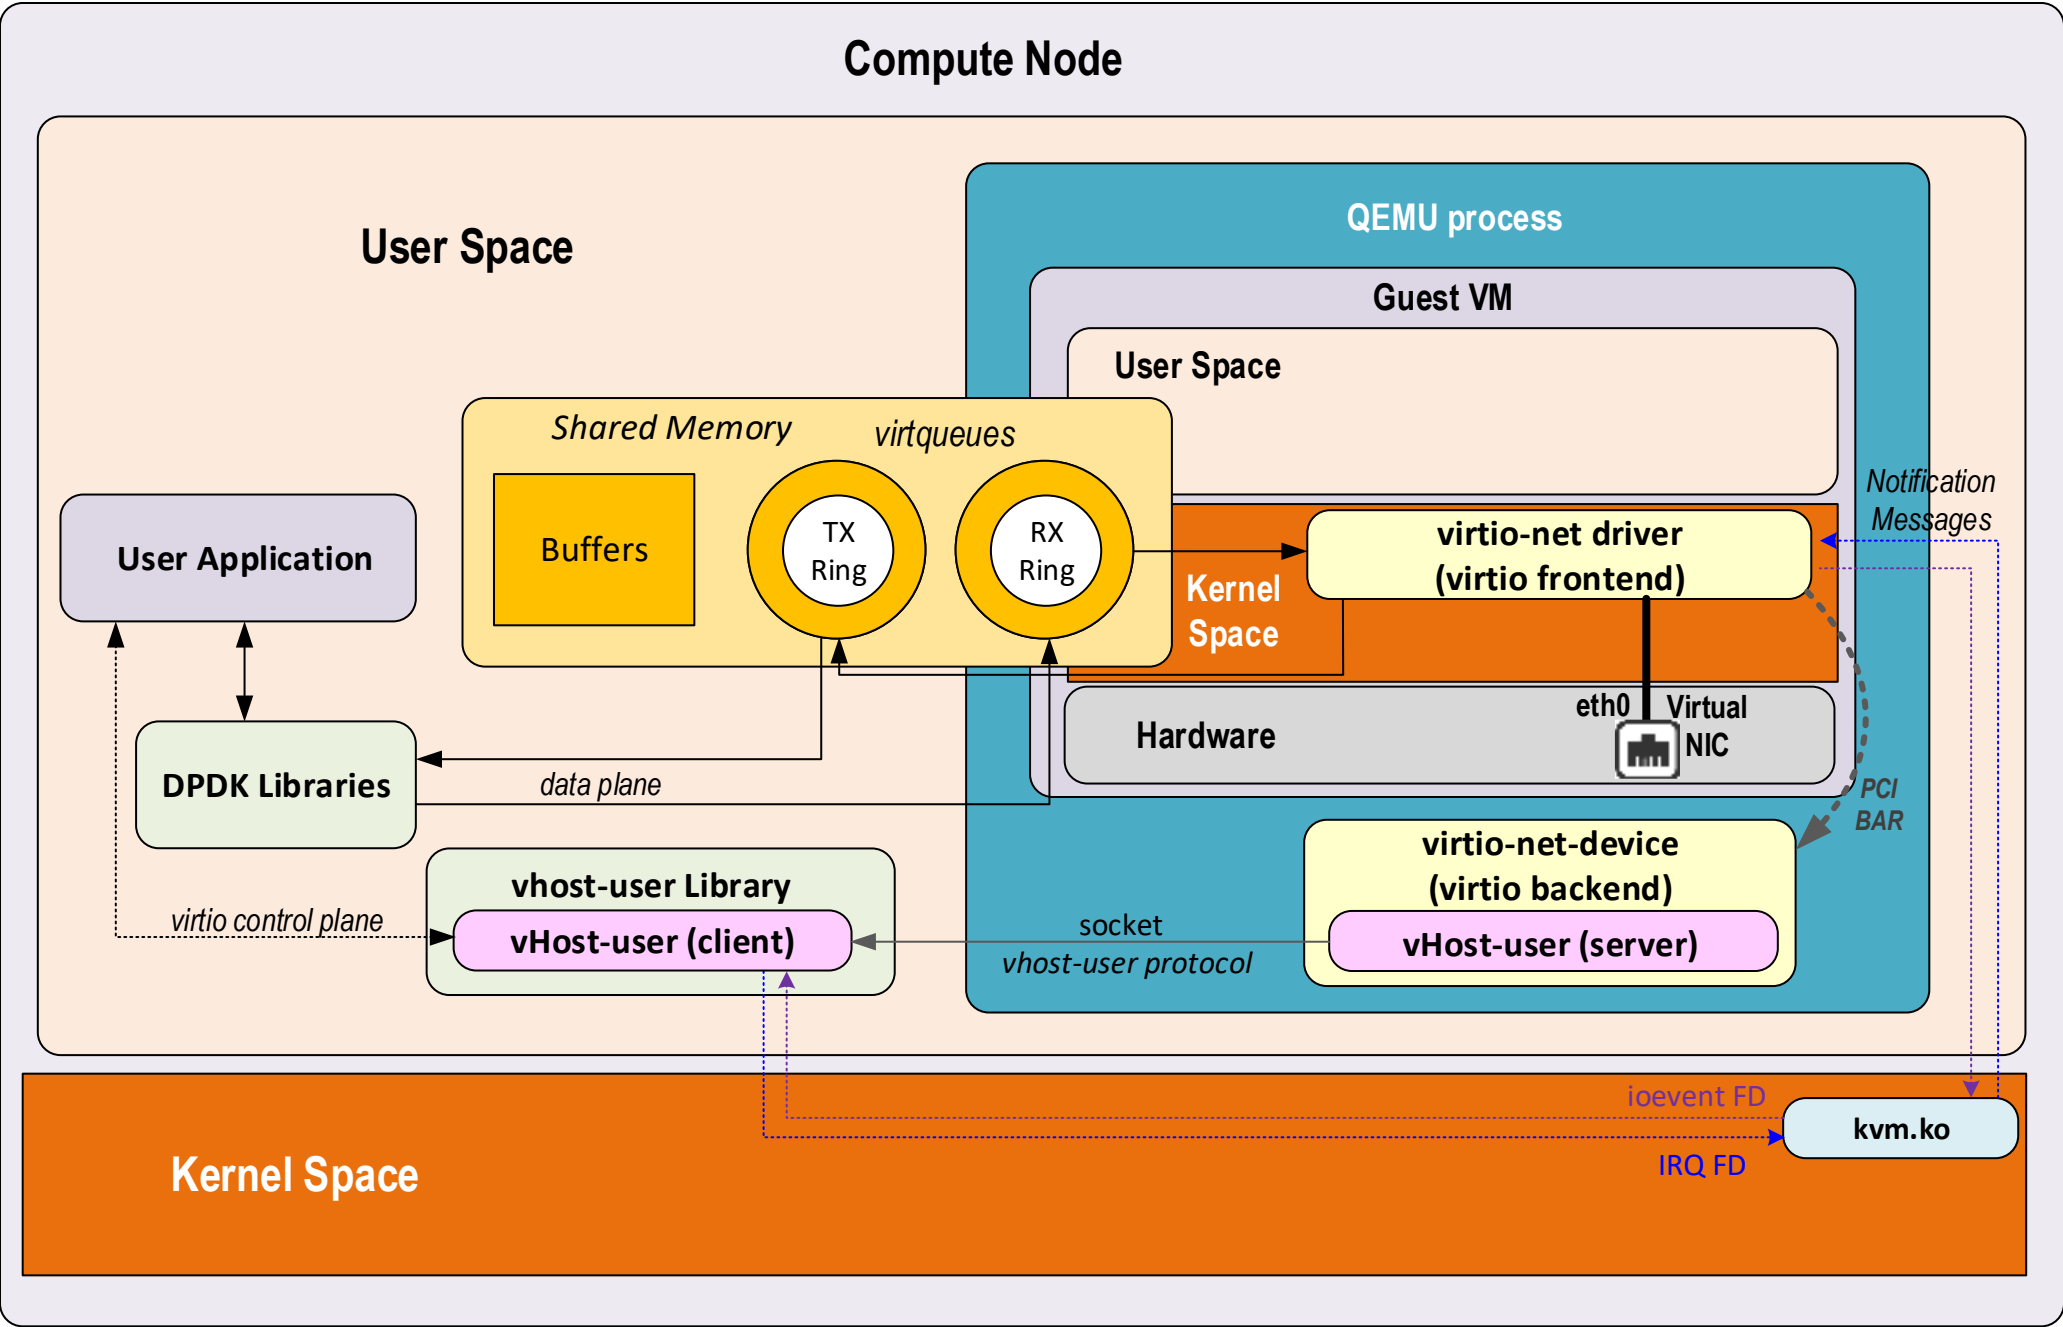 Compute Node
QEMU process
User Space
Guest VM
User Space
Shared Memory
virtqueues
Notification
Messages
Buffers
TX
Ring
RX
Ring
virtio-net driver
(virtio frontend)
User Application
Kernel
Space
eth0
Virtual
NIC
Hardware
DPDK Libraries
data plane
PCI
BAR
virtio-net-device
(virtio backend)
vhost-user Library
virtio control plane
vHost-user (client)
socket
vhost-user protocol
vHost-user (server)
ioevent FD
kvm.ko
IRQ FD
Kernel Space